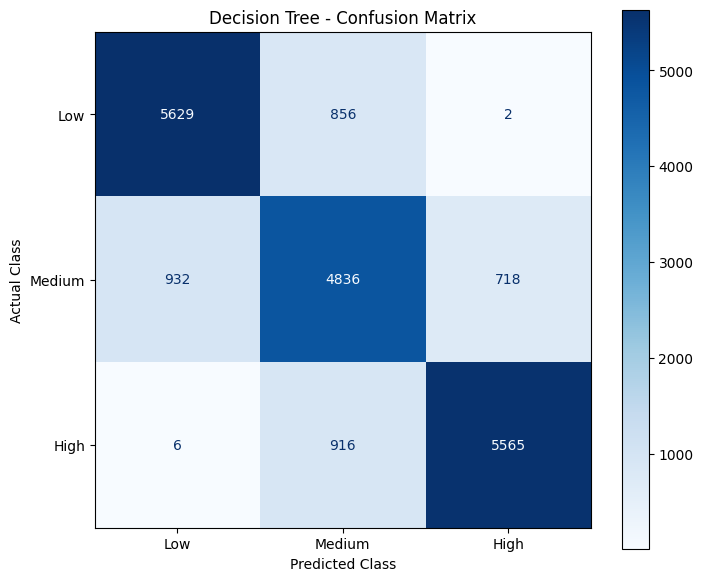 Decision Tree - Confusion Matrix
Actual Class
Low
5629 856 2
Medium
932 4836 718
High
6 916 5565
Low Medium High
Predicted Class
5000
4000
3000
2000
1000